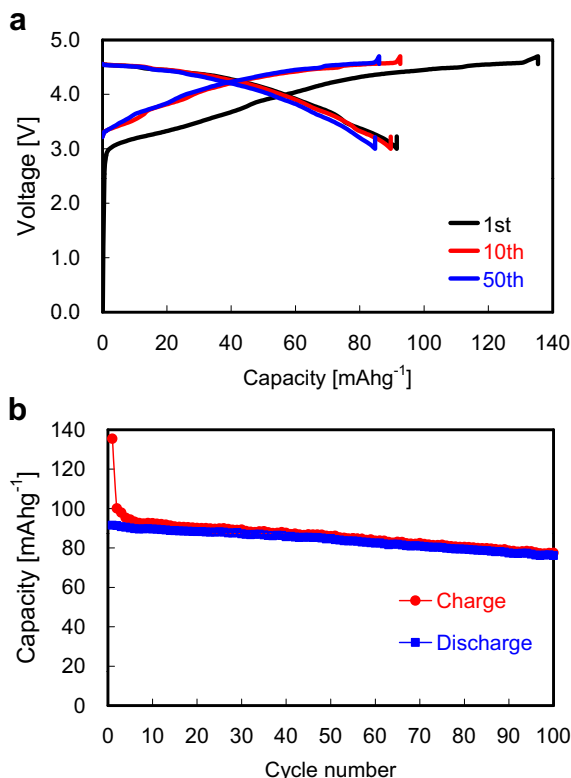 a
5.0
4.0
3.0
2.0
1.0
0.0
Voltage [V]
1st
10th
50th
0 20 40 60 80 100 120 140
Capacity [mAhg⁻¹]
b
140
120
100
80
60
40
20
0
Capacity [mAhg⁻¹]
Charge
Discharge
0 10 20 30 40 50 60 70 80 90 100
Cycle number